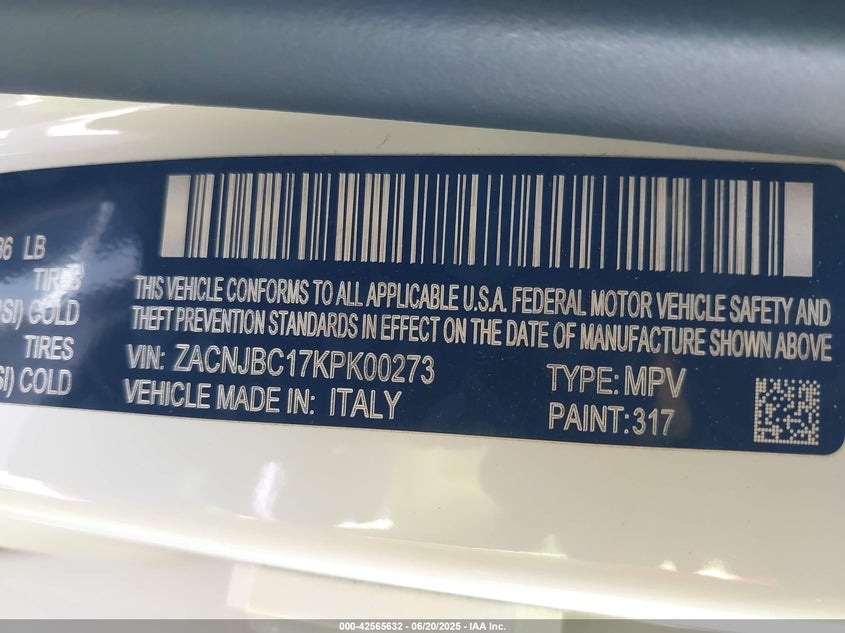 36 LB
TIRES
SI) COLD
TIRES
SI) COLD
THIS VEHICLE CONFORMS TO ALL APPLICABLE U.S.A. FEDERAL MOTOR VEHICLE SAFETY AND
THEFT PREVENTION STANDARDS IN EFFECT ON THE DATE OF MANUFACTURE SHOWN ABOVE
VIN: ZACNJBC17KPK00273
TYPE: MPV
VEHICLE MADE IN: ITALY
PAINT:317
000-42565632 - 06/20/2025 - IAA Inc.